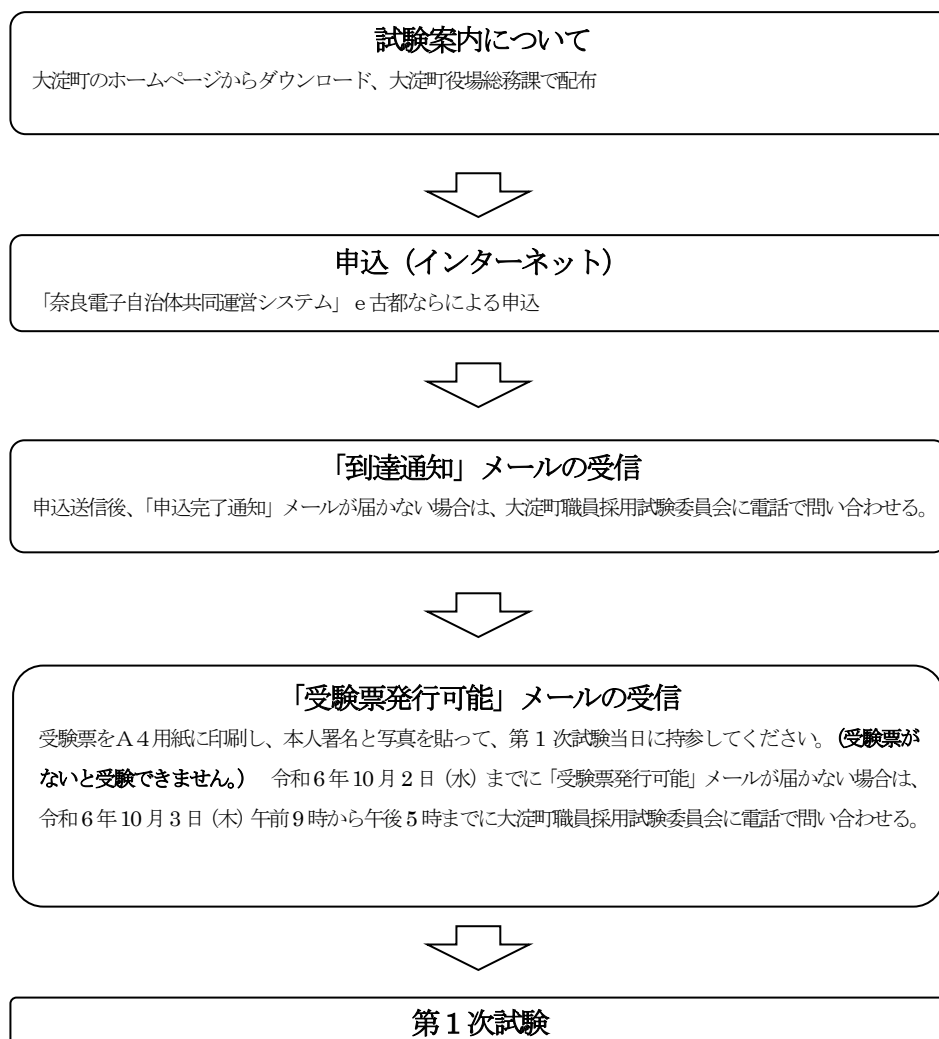 試験案内について
大淀町のホームページからダウンロード、大淀町役場総務課で配布
申込（インターネット）
「奈良電子自治体共同運営システム」ｅ古都ならによる申込
「到達通知」メールの受信
申込送信後、「申込完了通知」メールが届かない場合は、大淀町職員採用試験委員会に電話で問い合わせる。
「受験票発行可能」メールの受信
受験票をＡ４用紙に印刷し、本人署名と写真を貼って、第１次試験当日に持参してください。（受験票が
ないと受験できません。）　令和６年10月２日（水）までに「受験票発行可能」メールが届かない場合は、
令和６年10月３日（木）午前９時から午後５時までに大淀町職員採用試験委員会に電話で問い合わせる。
第１次試験